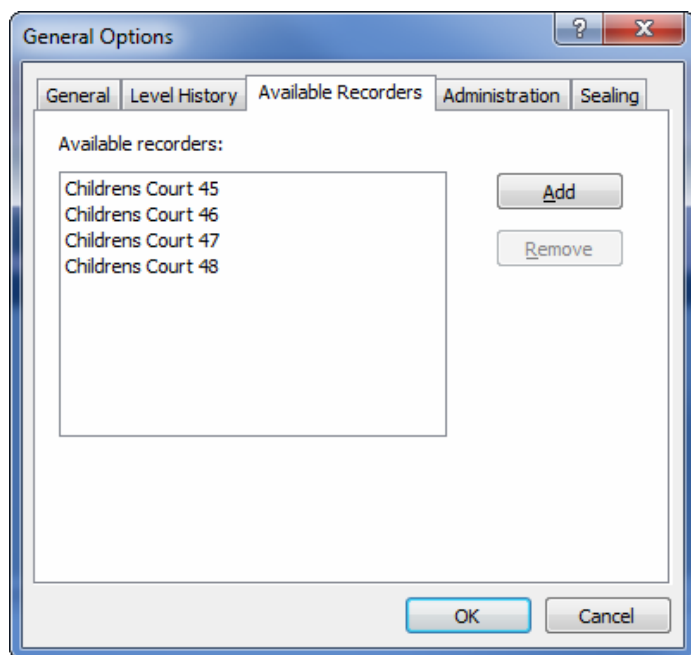 General Options
?
X
General Level History Available Recorders Administration Sealing
Available recorders:
Childrens Court 45
Childrens Court 46
Childrens Court 47
Childrens Court 48
Add
Remove
OK Cancel